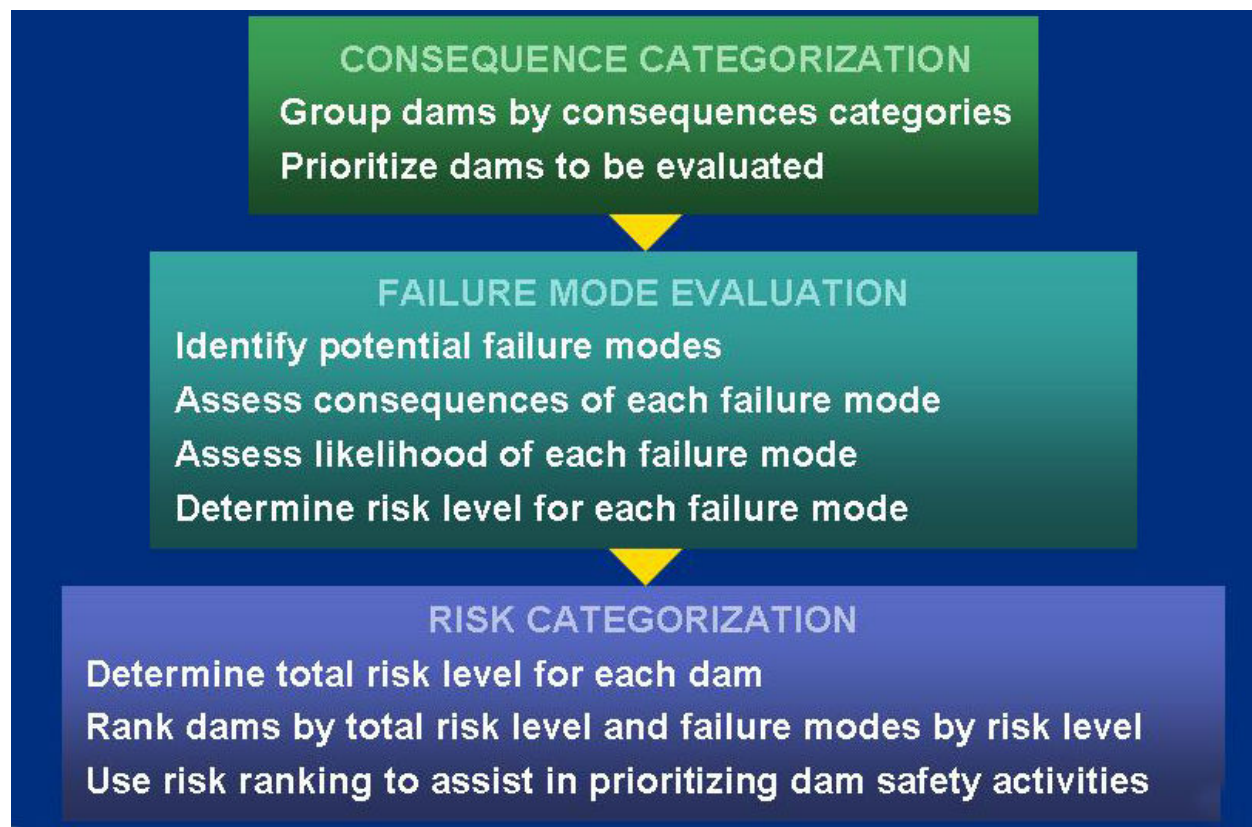 CONSEQUENCE CATEGORIZATION
Group dams by consequences categories
Prioritize dams to be evaluated
FAILURE MODE EVALUATION
Identify potential failure modes
Assess consequences of each failure mode
Assess likelihood of each failure mode
Determine risk level for each failure mode
RISK CATEGORIZATION
Determine total risk level for each dam
Rank dams by total risk level and failure modes by risk level
Use risk ranking to assist in prioritizing dam safety activities